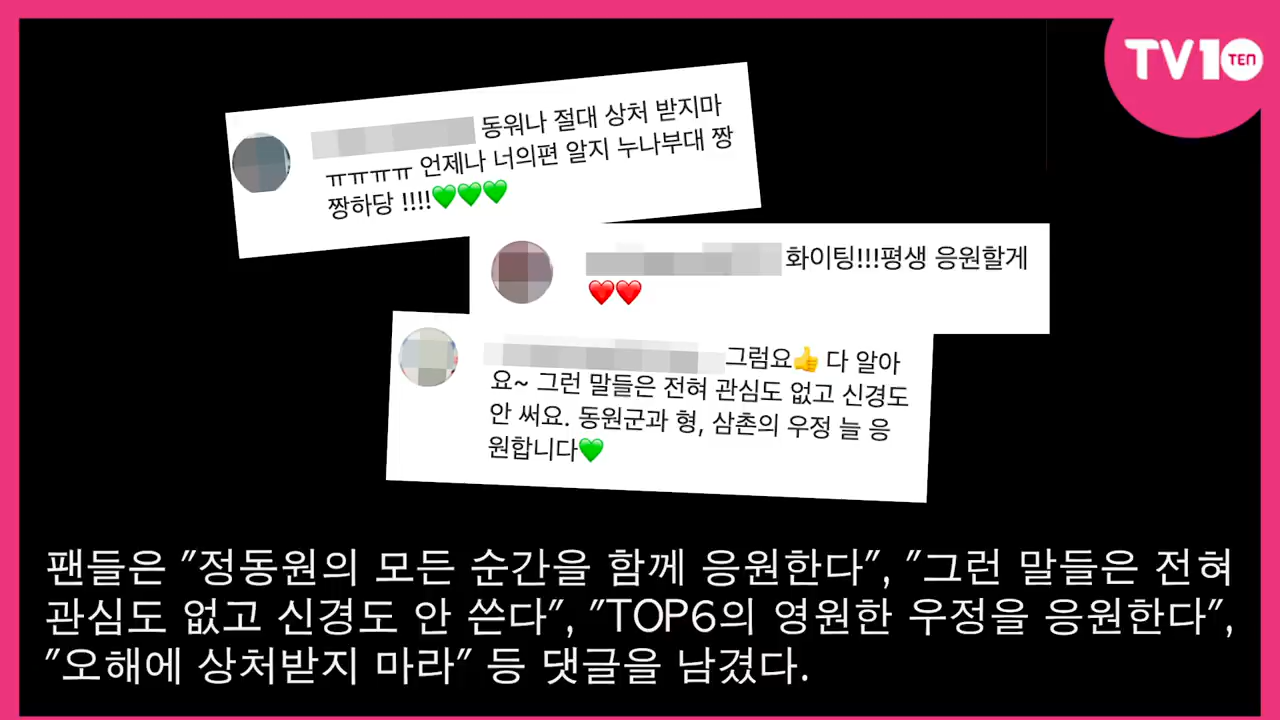 TV10
TEN
동워나 절대 상처 받지마
ㅠㅠㅠㅠ 언제나 너의편 알지 누나부대 짱
짱하당 !!!!💚💚💚
화이팅!!!평생 응원할게
❤️❤️
그럼요👍 다 알아
요~ 그런 말들은 전혀 관심도 없고 신경도
안 써요. 동원군과 형, 삼촌의 우정 늘 응
원합니다💚
팬들은 "정동원의 모든 순간을 함께 응원한다", "그런 말들은 전혀
관심도 없고 신경도 안 쓴다", "TOP6의 영원한 우정을 응원한다",
"오해에 상처받지 마라" 등 댓글을 남겼다.